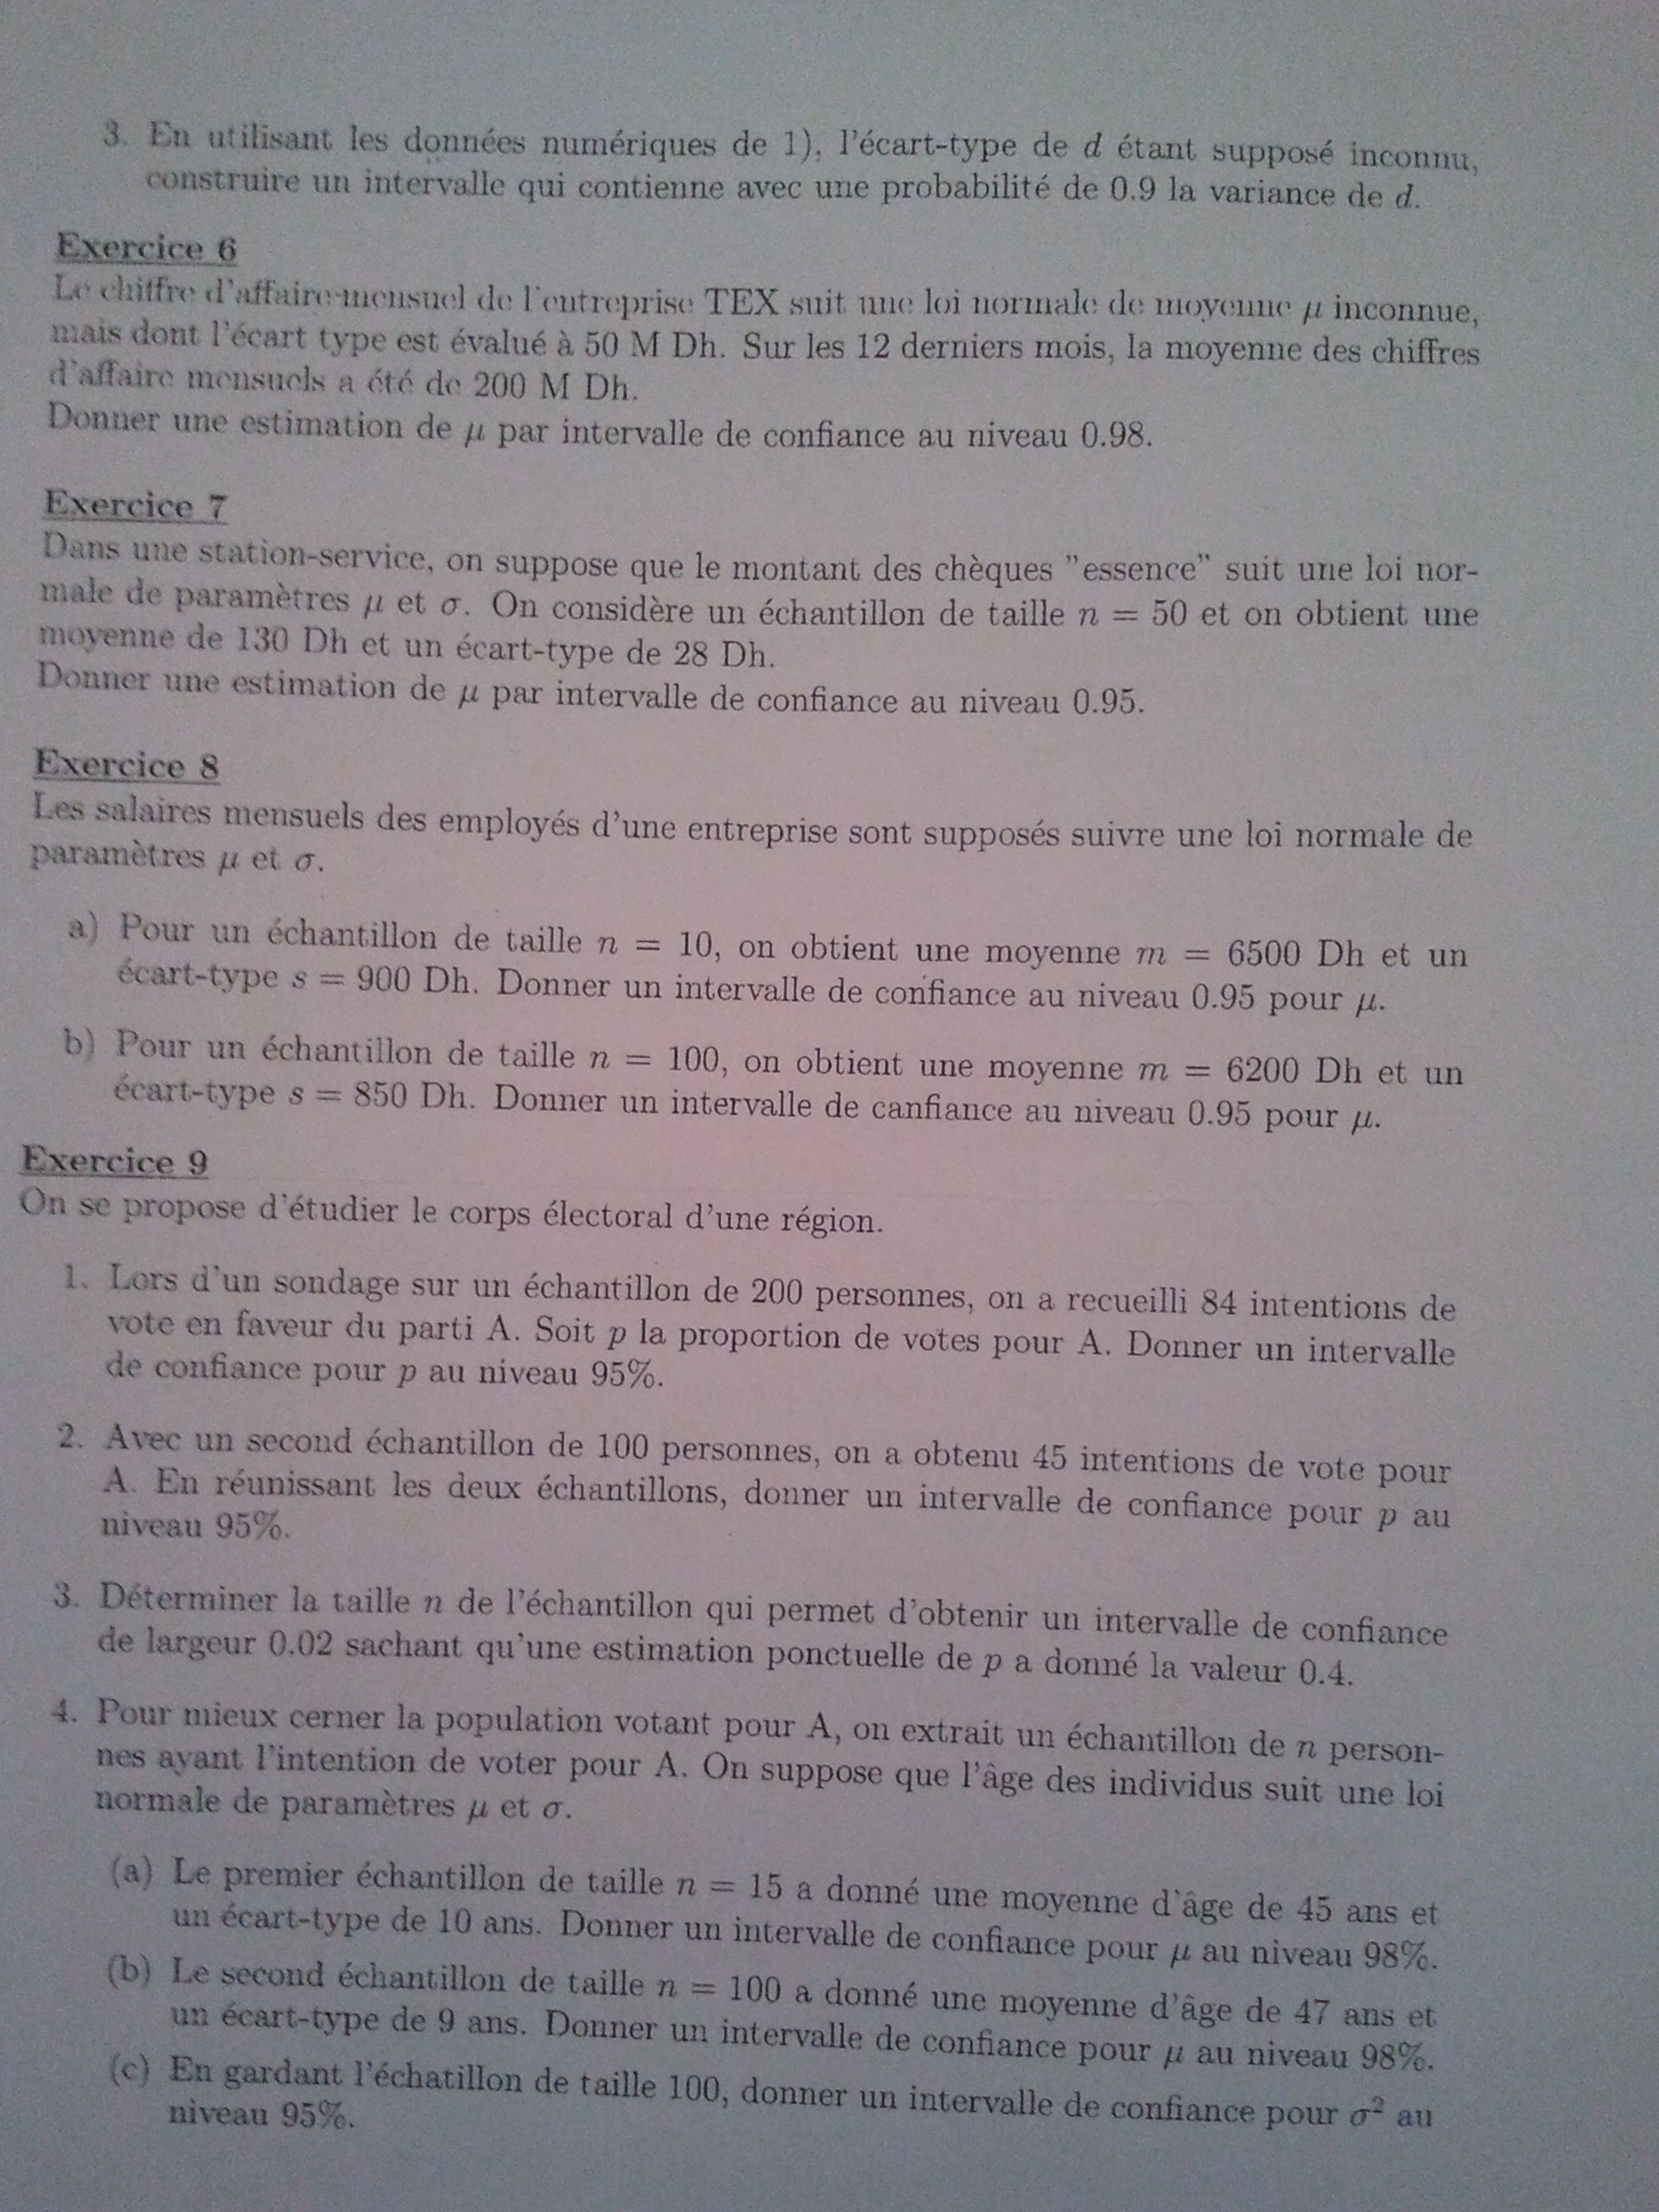 3. En utilisant les données numériques de 1), l'écart-type de d étant supposé inconnu,
construire un intervalle qui contienne avec une probabilité de 0.9 la variance de d.
Exercice 6
Le chiffre d'affaire mensuel de l'entreprise TEX suit une loi normale de moyenne μ inconnue,
mais dont l'écart type est évalué à 50 M Dh. Sur les 12 derniers mois, la moyenne des chiffres
d'affaire mensuels a été de 200 M Dh.
Donner une estimation de μ par intervalle de confiance au niveau 0.98.
Exercice 7
Dans une station-service, on suppose que le montant des chèques "essence" suit une loi nor-
male de paramètres μ et σ. On considère un échantillon de taille n = 50 et on obtient une
moyenne de 130 Dh et un écart-type de 28 Dh.
Donner une estimation de μ par intervalle de confiance au niveau 0.95.
Exercice 8
Les salaires mensuels des employés d'une entreprise sont supposés suivre une loi normale de
paramètres μ et σ.
a) Pour un échantillon de taille n = 10, on obtient une moyenne m = 6500 Dh et un
écart-type s = 900 Dh. Donner un intervalle de confiance au niveau 0.95 pour μ.
b) Pour un échantillon de taille n = 100, on obtient une moyenne m = 6200 Dh et un
écart-type s = 850 Dh. Donner un intervalle de canfiance au niveau 0.95 pour μ.
Exercice 9
On se propose d'étudier le corps électoral d'une région.
1. Lors d'un sondage sur un échantillon de 200 personnes, on a recueilli 84 intentions de
vote en faveur du parti A. Soit p la proportion de votes pour A. Donner un intervalle
de confiance pour p au niveau 95%.
2. Avec un second échantillon de 100 personnes, on a obtenu 45 intentions de vote pour
A. En réunissant les deux échantillons, donner un intervalle de confiance pour p au
niveau 95%.
3. Déterminer la taille n de l'échantillon qui permet d'obtenir un intervalle de confiance
de largeur 0.02 sachant qu'une estimation ponctuelle de p a donné la valeur 0.4.
4. Pour mieux cerner la population votant pour A, on extrait un échantillon de n person-
nes ayant l'intention de voter pour A. On suppose que l'âge des individus suit une loi
normale de paramètres μ et σ.
(a) Le premier échantillon de taille n = 15 a donné une moyenne d'âge de 45 ans et
un écart-type de 10 ans. Donner un intervalle de confiance pour μ au niveau 98%.
(b) Le second échantillon de taille n = 100 a donné une moyenne d'âge de 47 ans et
un écart-type de 9 ans. Donner un intervalle de confiance pour μ au niveau 98%.
(c) En gardant l'échatillon de taille 100, donner un intervalle de confiance pour σ² au
niveau 95%.